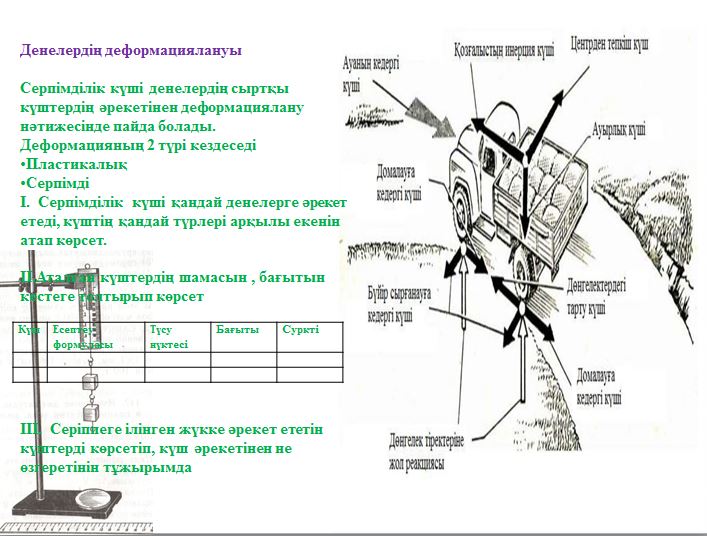 Денелердің деформациялануы
Серпімділік күші денелердің сыртқы
күштердің әрекетінен деформациялану
нәтижесінде пайда болады.
Деформацияның 2 түрі кездеседі
•Пластикалық
•Серпімді
І. Серпімділік күші қандай денелерге әрекет
етеді, күштің қандай түрлері арқылы екенін
атап көрсет.
ІІ Аталған күштердің шамасын , бағытын
кестеге толтырып көрсет
Күш Есептеу Түсу Бағыты Суркті
формуласы нүктесі
ІІІ. Серіппеге ілінген жүкке әрекет ететін
күштерді көрсетіп, күш әрекетінен не
өзгеретінін тұжырымда
Ауаның кедергі
күші
Қозғалыстың инерция күші
Центрден тепкіш күш
Ауырлық күші
Домалауға
кедергі күші
Бүйір сырғанауға
кедергі күші
Дөңгелектердегі
тарту күші
Домалауға
кедергі күші
Дөңгелек тіректеріне
жол реакциясы